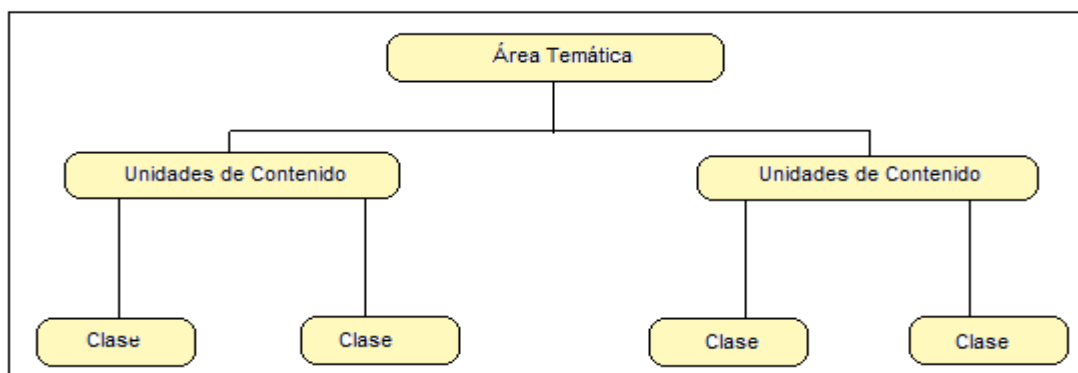 Área Temática
Unidades de Contenido
Unidades de Contenido
Clase
Clase
Clase
Clase